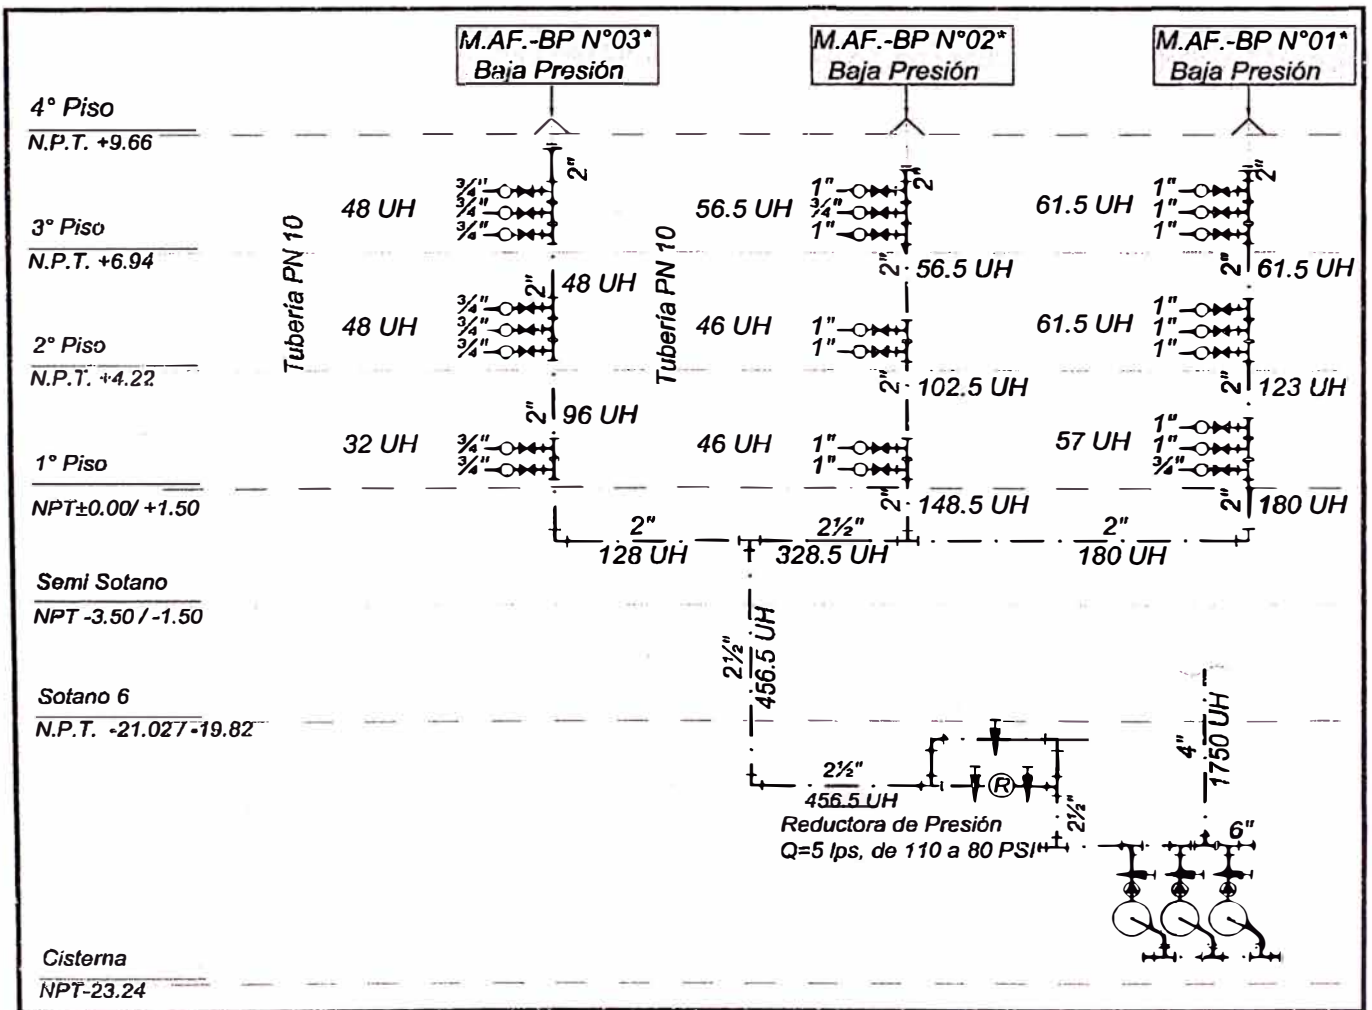 M.AF.-BP N°03*
Baja Presión
M.AF.-BP N°02*
Baja Presión
M.AF.-BP N°01*
Baja Presión
4° Piso
N.P.T. +9.66
2"
2"
2"
3/4"
3/4"
3/4"
48 UH
1"
3/4"
1"
56.5 UH
1"
1"
1"
61.5 UH
3° Piso
N.P.T. +6.94
Tubería PN 10
Tubería PN 10
2"
48 UH
2"
56.5 UH
2"
61.5 UH
3/4"
3/4"
3/4"
48 UH
1"
1"
46 UH
1"
1"
1"
61.5 UH
2° Piso
N.P.T. +4.22
2"
96 UH
2"
102.5 UH
2"
123 UH
3/4"
3/4"
32 UH
1"
1"
46 UH
1"
1"
3/4"
57 UH
1° Piso
NPT±0.00/ +1.50
2"
148.5 UH
2"
180 UH
2"
128 UH
2½"
328.5 UH
2"
180 UH
Semi Sotano
NPT -3.50 / -1.50
2½"
456.5 UH
Sotano 6
N.P.T. -21.02 / -19.82
4"
1750 UH
2½"
456.5 UH
2½"
Reductora de Presión
Q=5 lps, de 110 a 80 PSI
6"
Cisterna
NPT-23.24